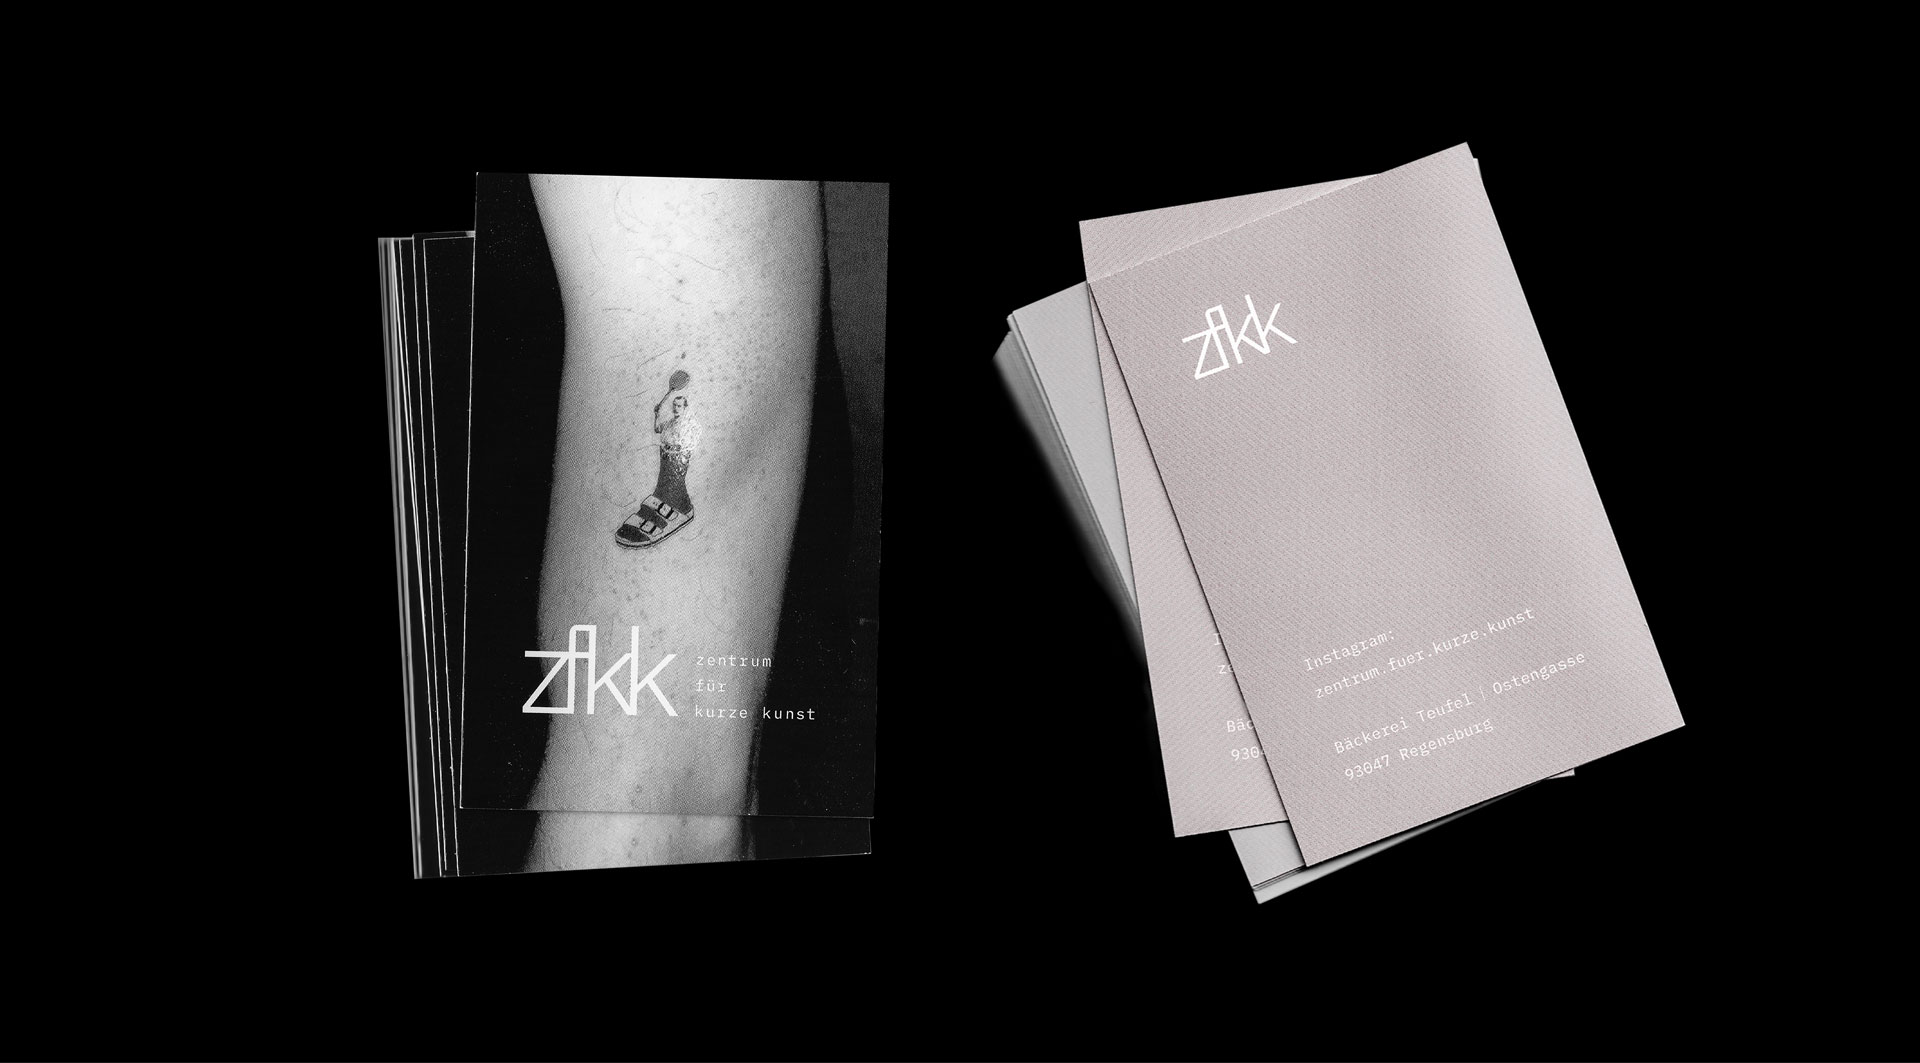 zfkk
zentrum
für
kurze kunst
zfkk
Instagram:
zentrum.fuer.kurze.kunst
Bäckerei Teufel | Ostengasse
93047 Regensburg